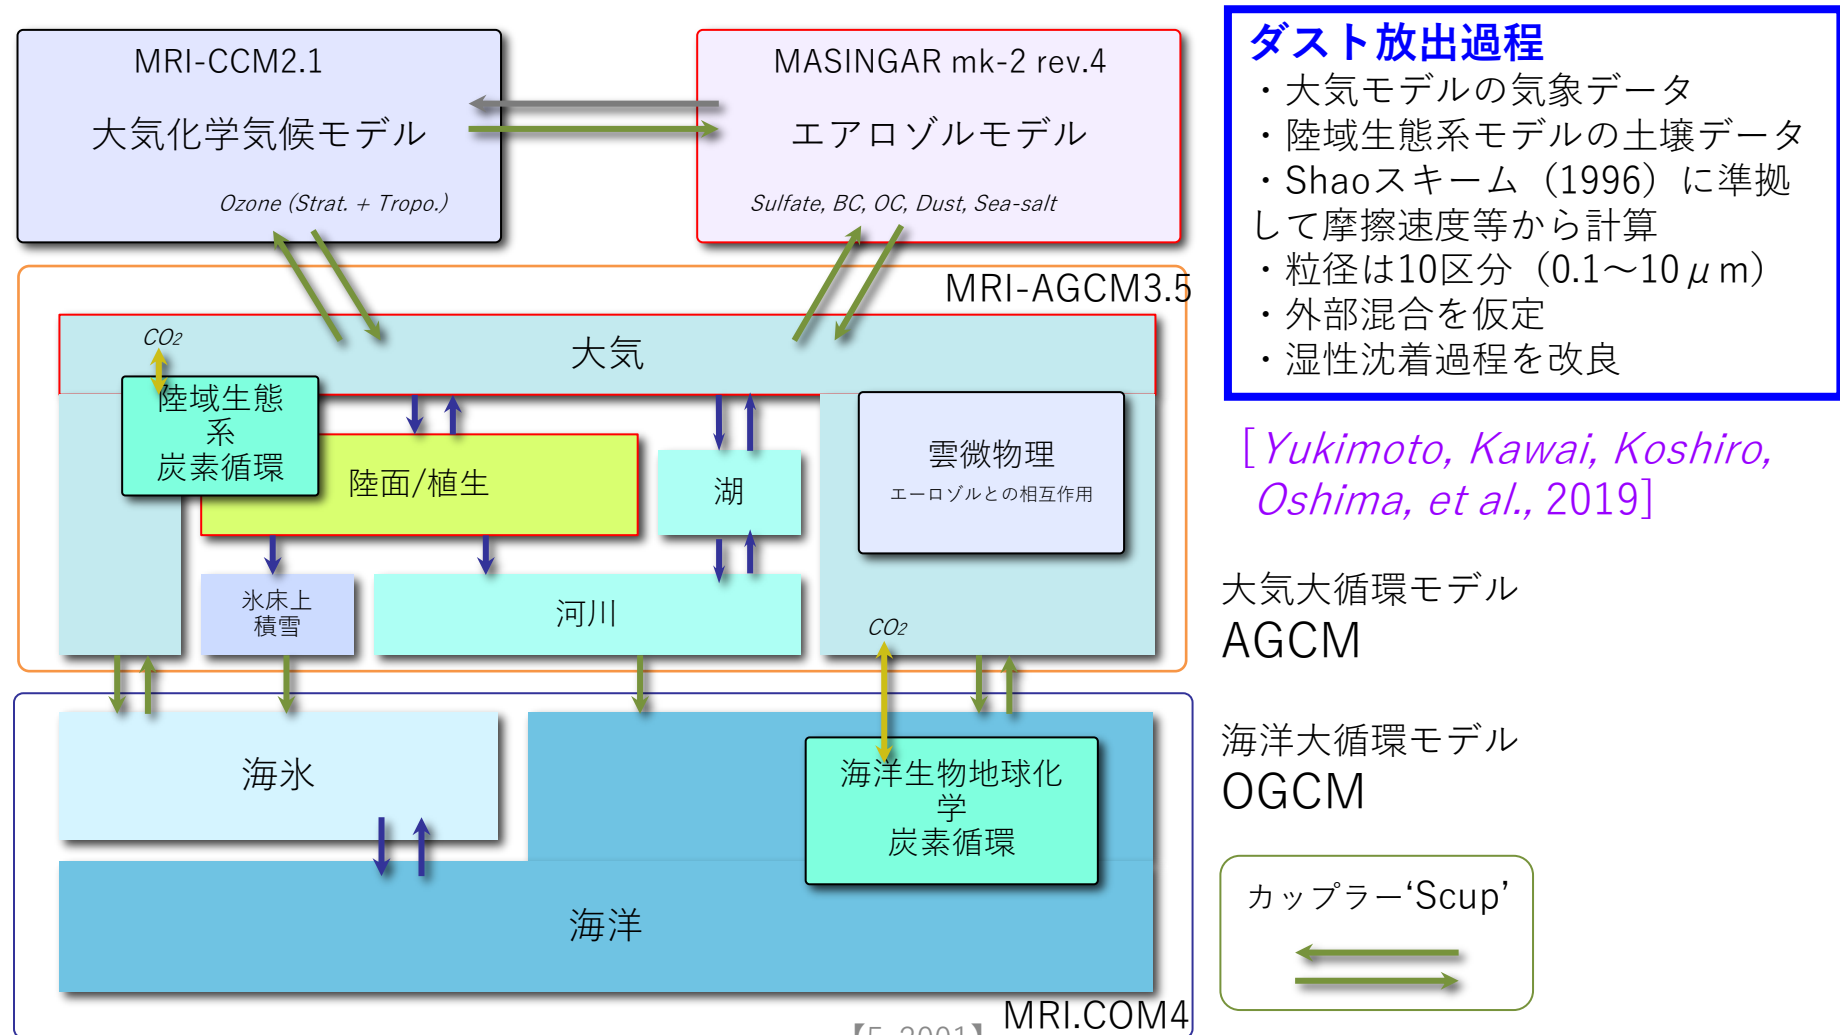 MRI-CCM2.1
大気化学気候モデル
Ozone (Strat. + Tropo.)
MASINGAR mk-2 rev.4
エアロゾルモデル
Sulfate, BC, OC, Dust, Sea-salt
ダスト放出過程
・大気モデルの気象データ
・陸域生態系モデルの土壌データ
・Shaoスキーム（1996）に準拠
して摩擦速度等から計算
・粒径は10区分（0.1～10μm）
・外部混合を仮定
・湿性沈着過程を改良
[Yukimoto, Kawai, Koshiro,
Oshima, et al., 2019]
MRI-AGCM3.5
大気
CO2
陸域生態
系
炭素循環
陸面/植生
湖
雲微物理
エーロゾルとの相互作用
氷床上
積雪
河川
CO2
大気大循環モデル
AGCM
海氷
海洋生物地球化
学
炭素循環
海洋
海洋大循環モデル
OGCM
カップラー‘Scup’
MRI.COM4
【5-2001】